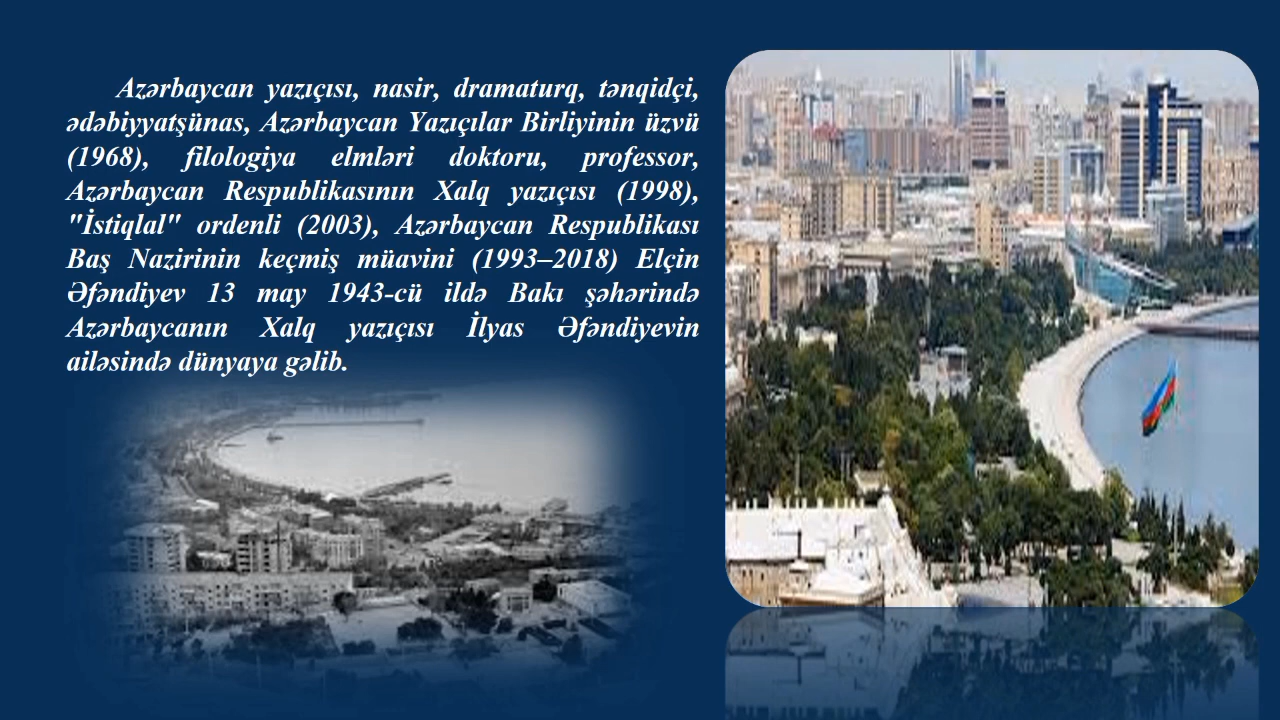 Azərbaycan yazıçısı, nasir, dramaturq, tənqidçi,
ədəbiyyatşünas, Azərbaycan Yazıçılar Birliyinin üzvü
(1968), filologiya elmləri doktoru, professor,
Azərbaycan Respublikasının Xalq yazıçısı (1998),
"İstiqlal" ordenli (2003), Azərbaycan Respublikası
Baş Nazirinin keçmiş müavini (1993–2018) Elçin
Əfəndiyev 13 may 1943-cü ildə Bakı şəhərində
Azərbaycanın Xalq yazıçısı İlyas Əfəndiyevin
ailəsində dünyaya gəlib.